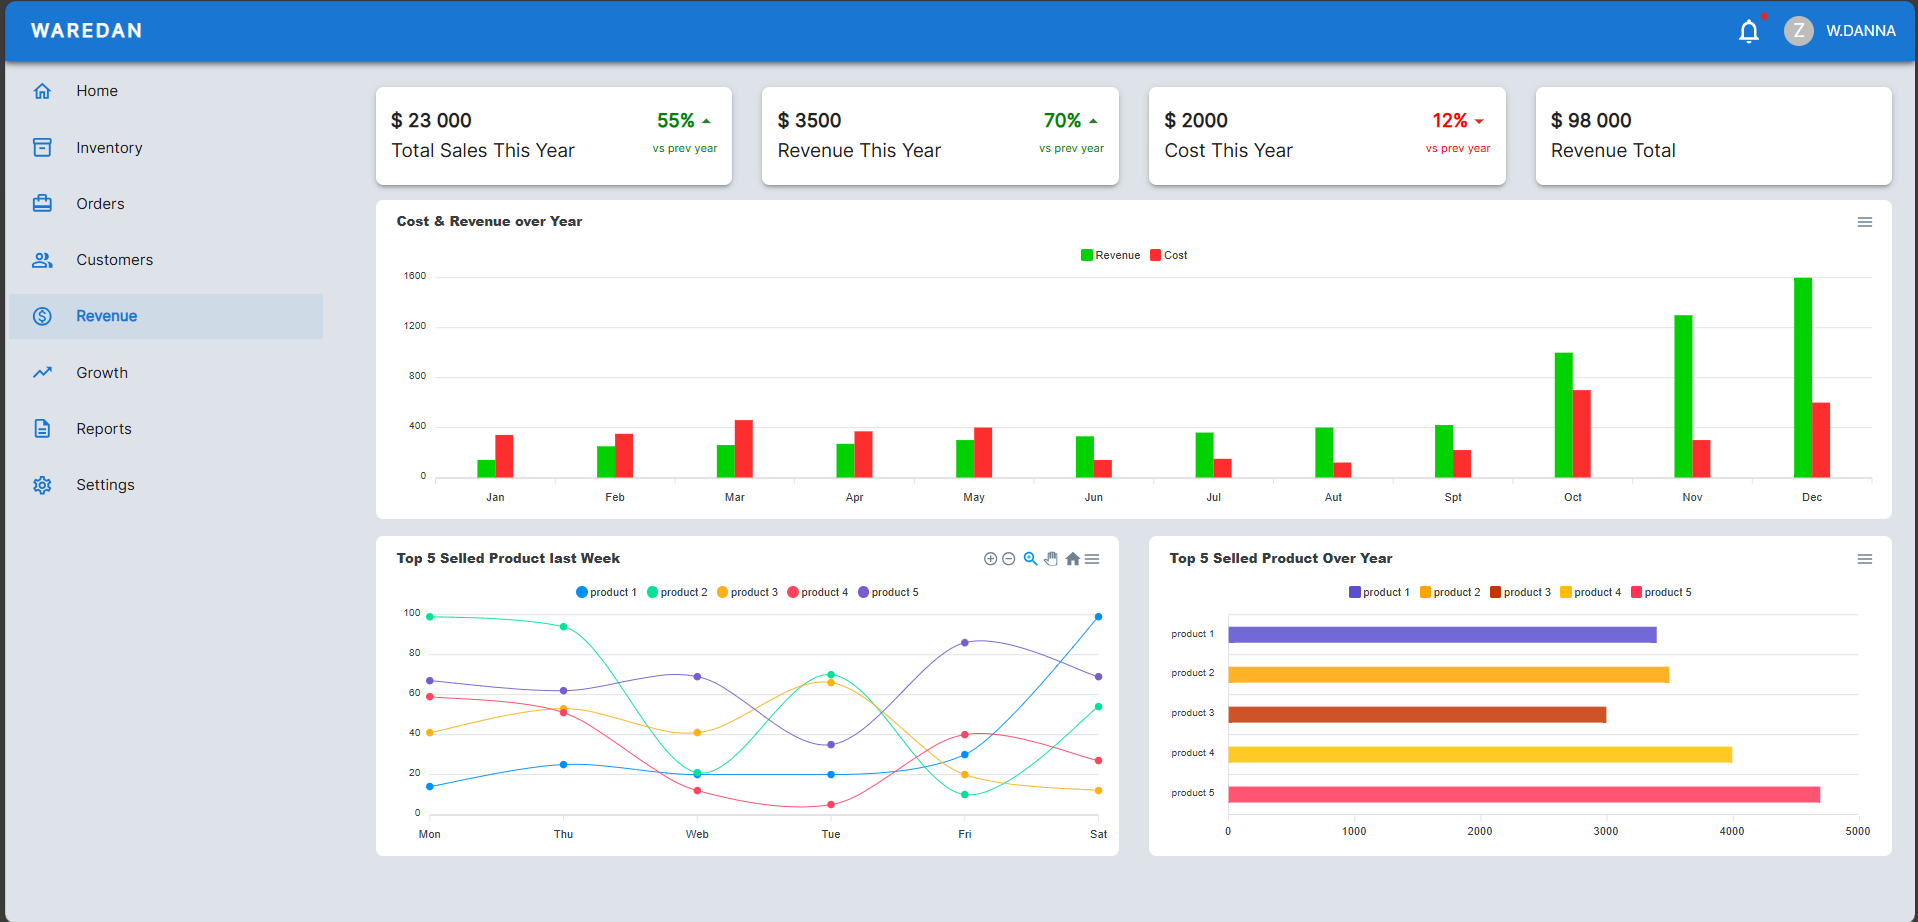 WAREDAN
Z W.DANNA
Home
Inventory
Orders
Customers
Revenue
Growth
Reports
Settings
$ 23 000 55%
Total Sales This Year vs prev year
$ 3500 70%
Revenue This Year vs prev year
$ 2000 12%
Cost This Year vs prev year
$ 98 000
Revenue Total
Cost & Revenue over Year
Revenue Cost
1600
1200
800
400
0
Jan Feb Mar Apr May Jun Jul Aut Spt Oct Nov Dec
Top 5 Selled Product last Week
product 1 product 2 product 3 product 4 product 5
100
80
60
40
20
0
Mon Thu Web Tue Fri Sat
Top 5 Selled Product Over Year
product 1 product 2 product 3 product 4 product 5
product 1
product 2
product 3
product 4
product 5
0 1000 2000 3000 4000 5000